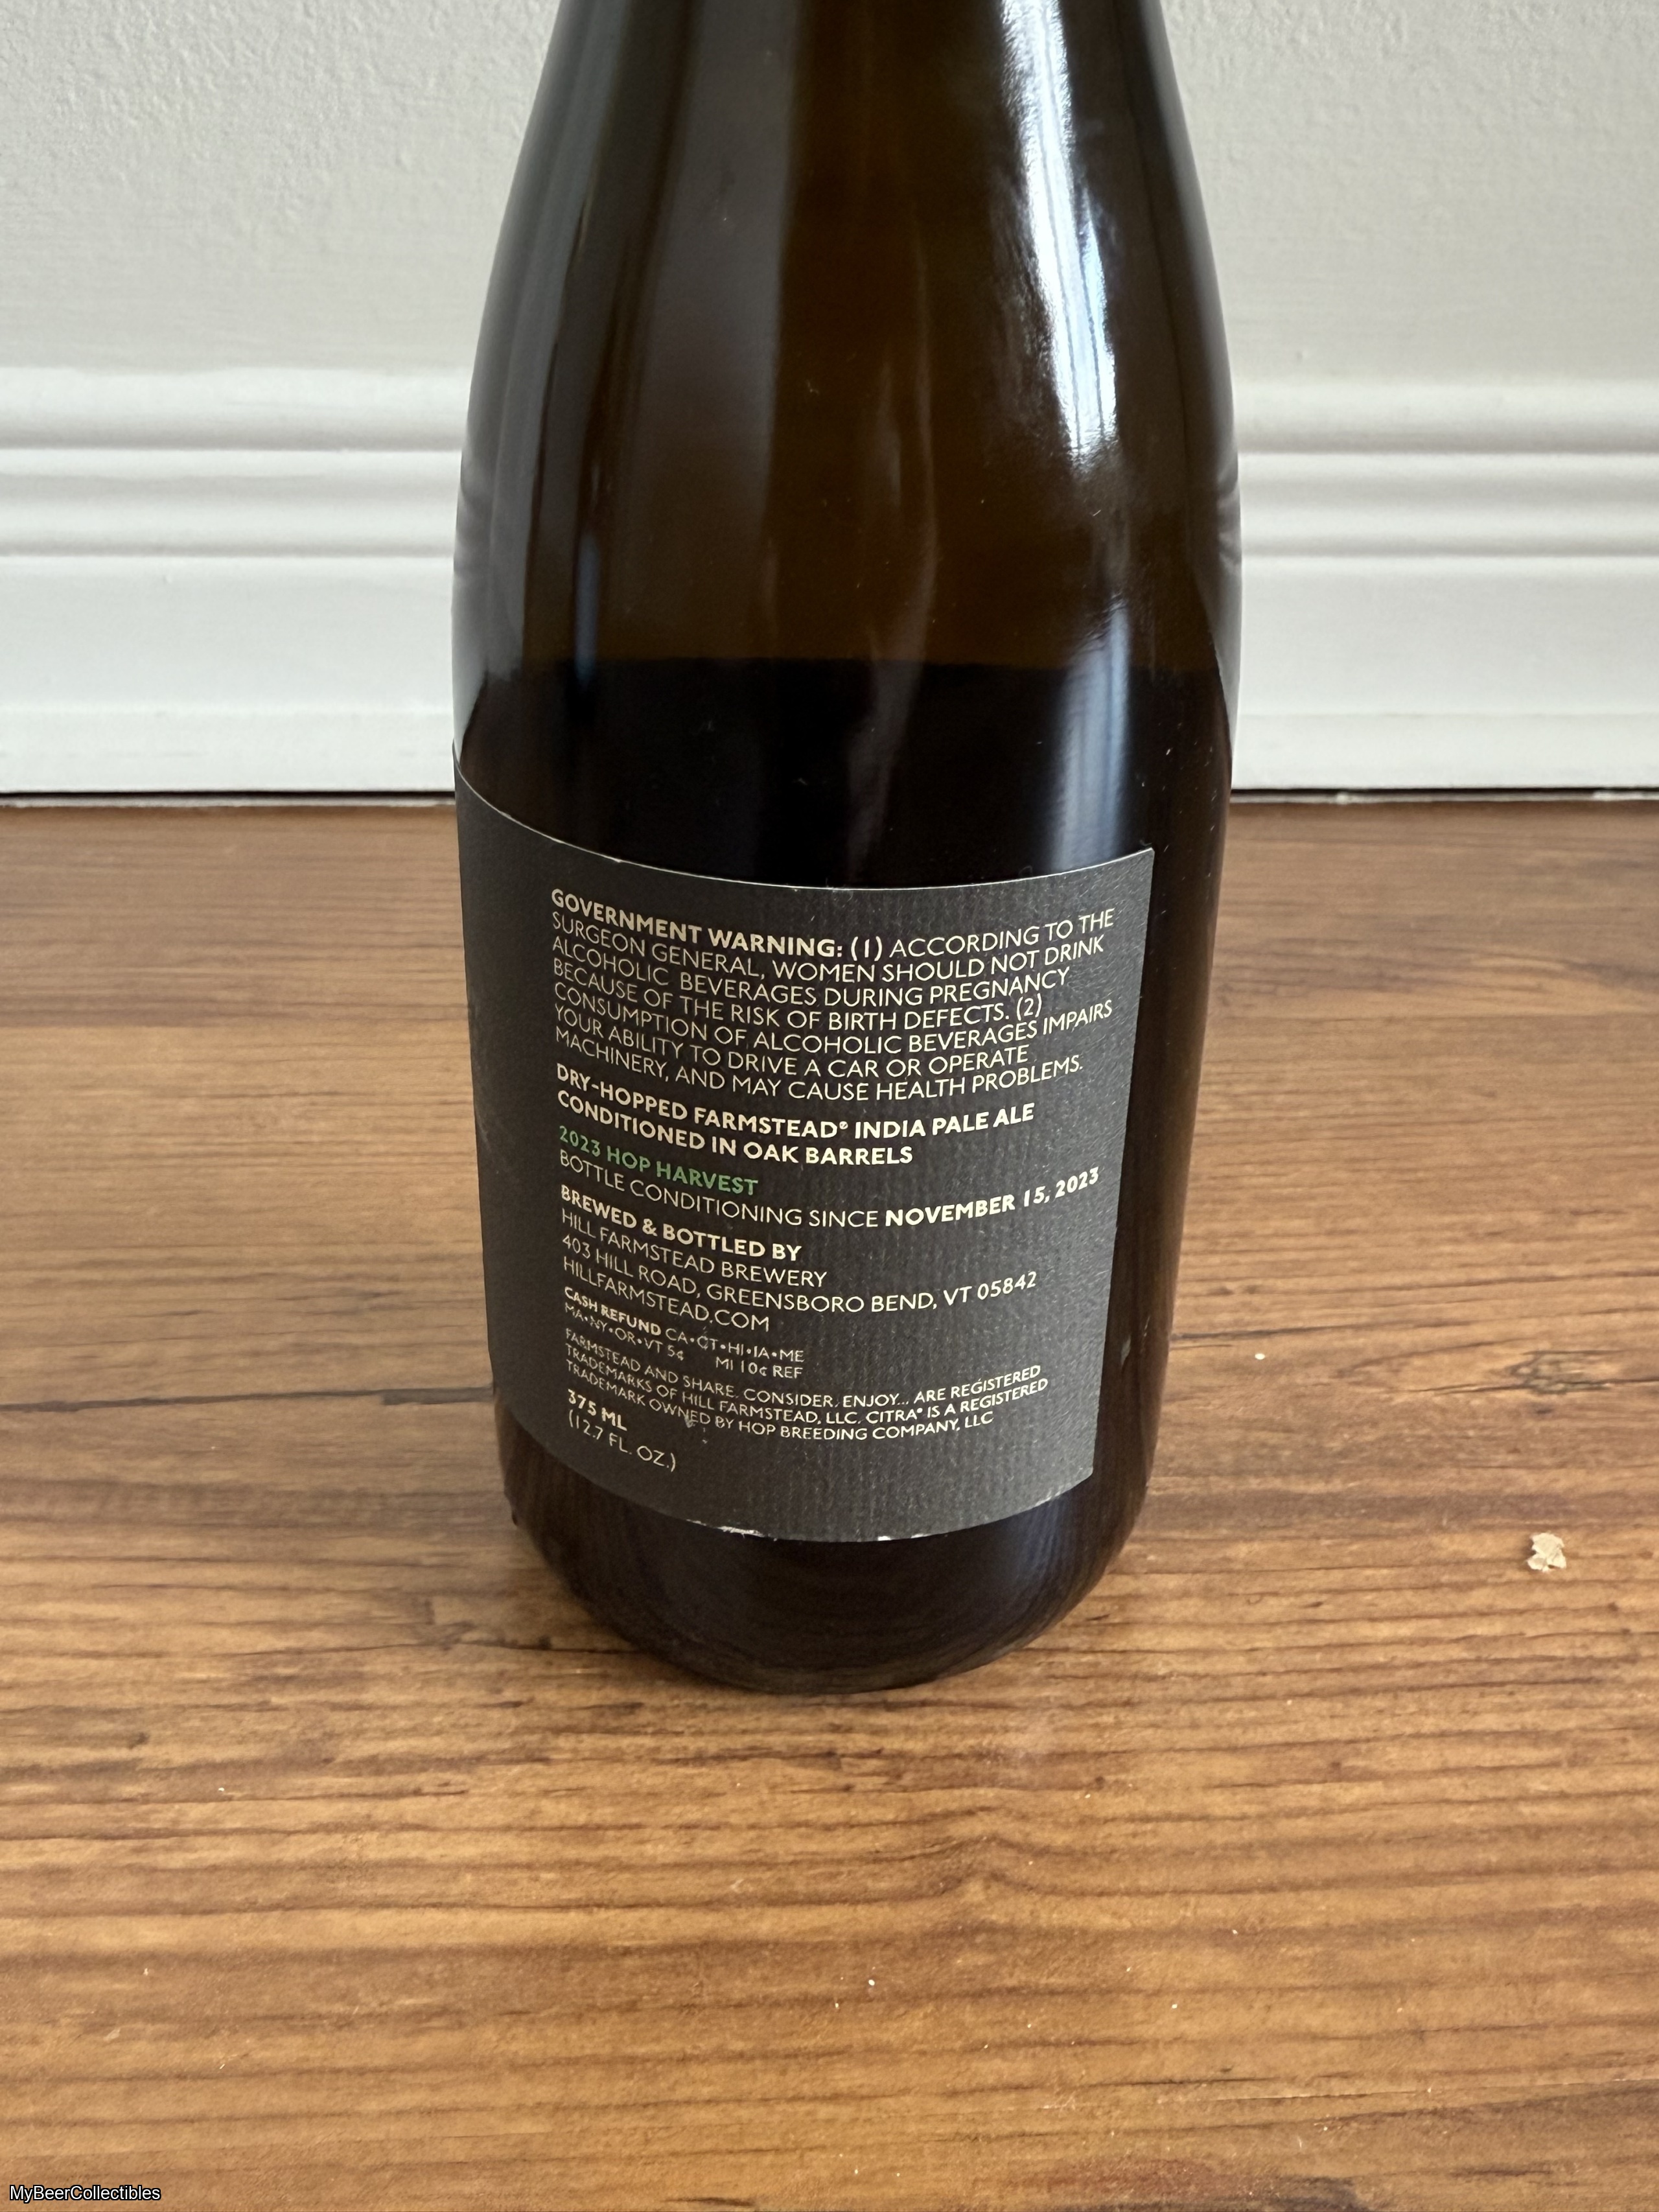 GOVERNMENT WARNING: (1) ACCORDING TO THE
SURGEON GENERAL, WOMEN SHOULD NOT DRINK
ALCOHOLIC BEVERAGES DURING PREGNANCY
BECAUSE OF THE RISK OF BIRTH DEFECTS. (2)
CONSUMPTION OF ALCOHOLIC BEVERAGES IMPAIRS
YOUR ABILITY TO DRIVE A CAR OR OPERATE
MACHINERY, AND MAY CAUSE HEALTH PROBLEMS.
DRY-HOPPED FARMSTEAD® INDIA PALE ALE
CONDITIONED IN OAK BARRELS
2023 HOP HARVEST
BOTTLE CONDITIONING SINCE NOVEMBER 15, 2023
BREWED & BOTTLED BY
HILL FARMSTEAD BREWERY
403 HILL ROAD, GREENSBORO BEND, VT 05842
HILLFARMSTEAD.COM
CASH REFUND CA•CT•HI•IA•ME
MA•NY•OR•VT 5¢ MI 10¢ REF
FARMSTEAD AND SHARE. CONSIDER. ENJOY... ARE REGISTERED
TRADEMARKS OF HILL FARMSTEAD, LLC. CITRA® IS A REGISTERED
TRADEMARK OWNED BY HOP BREEDING COMPANY, LLC
375 ML
(12.7 FL. OZ.)
MyBeerCollectibles